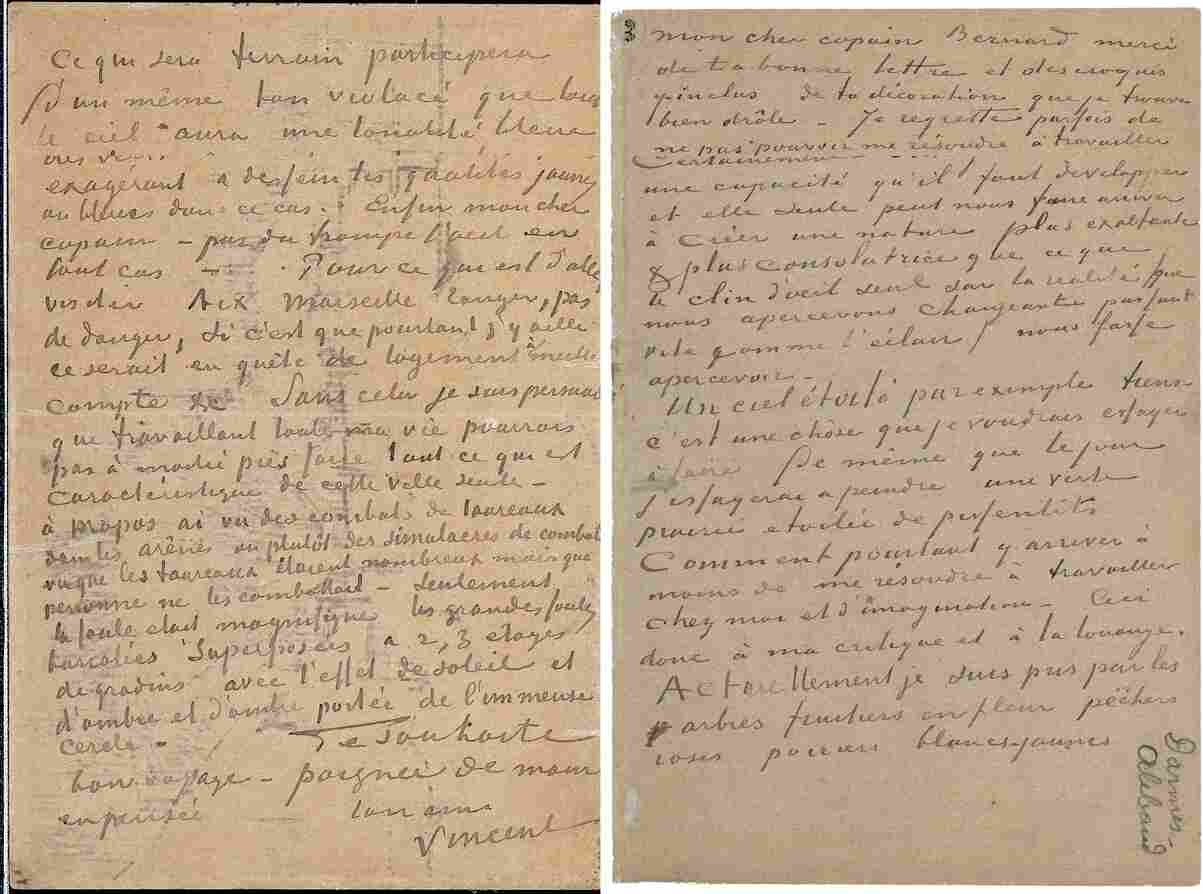 Ce qui sera terrain participera
D'un même ton violacé que tout
le ciel aura une tonalité bleue
exagérant à dessein les qualités jaunes
ou bleues dans ce cas. Enfin mon cher
copain – pas du trompe l'oeil en
tout cas – . Pour ce qui est d'aller
visiter Aix Marseille Tanger, pas
de danger, si c'est que pourtant j'y aille
ce serait en quête de logement
compte &c Sans cela je suis persuadé
que travaillant toute ma vie pourrais
pas à moitié près faire tout ce qui est
caractéristique de cette ville seule –
à propos ai vu des combats de taureaux
dans les arênes ou plutôt des simulacres de combat
vu que les taureaux étaient nombreux mais que
personne ne les combattait – Seulement
la foule était magnifique les grandes foules
bariolées superposées a 2, 3 etages
de gradins avec l'effet de soleil et
d'ombre et d'ombre portée de l'immense
cercle –
Je souhaite
bon voyage – poignée de main
en pensée ton ami
Vincent
mon cher copain Bernard merci
de ta bonne lettre et des croquis
y inclus de ta décoration que je trouve
bien drôle – Je regrette parfois de
ne pas pouvoir me résoudre à travailler
Certainement
une capacité qu'il faut developper
et elle seule peut nous faire arriver
à créer une nature plus exaltante
& plus consolatrice que ce que
le clin d'oeil seul sur la réalité (que
nous apercevons changeante passant
vite comme l'éclair) nous fasse
apercevoir –
Un ciel étoilé par exemple tiens –
c'est une chose que je voudrais essayer
à faire De même que le jour
j'essayerai a peindre une verte
prairie etoilée de pissenlits
Comment pourtant y arriver à
moins de me résoudre à travailler
chez moi et d'imagination – Ceci
donc à ma critique et à ta louange.
Actuellement je suis pris par les
arbres fruitiers en fleur pêchers
roses poiriers blancs-jaunes